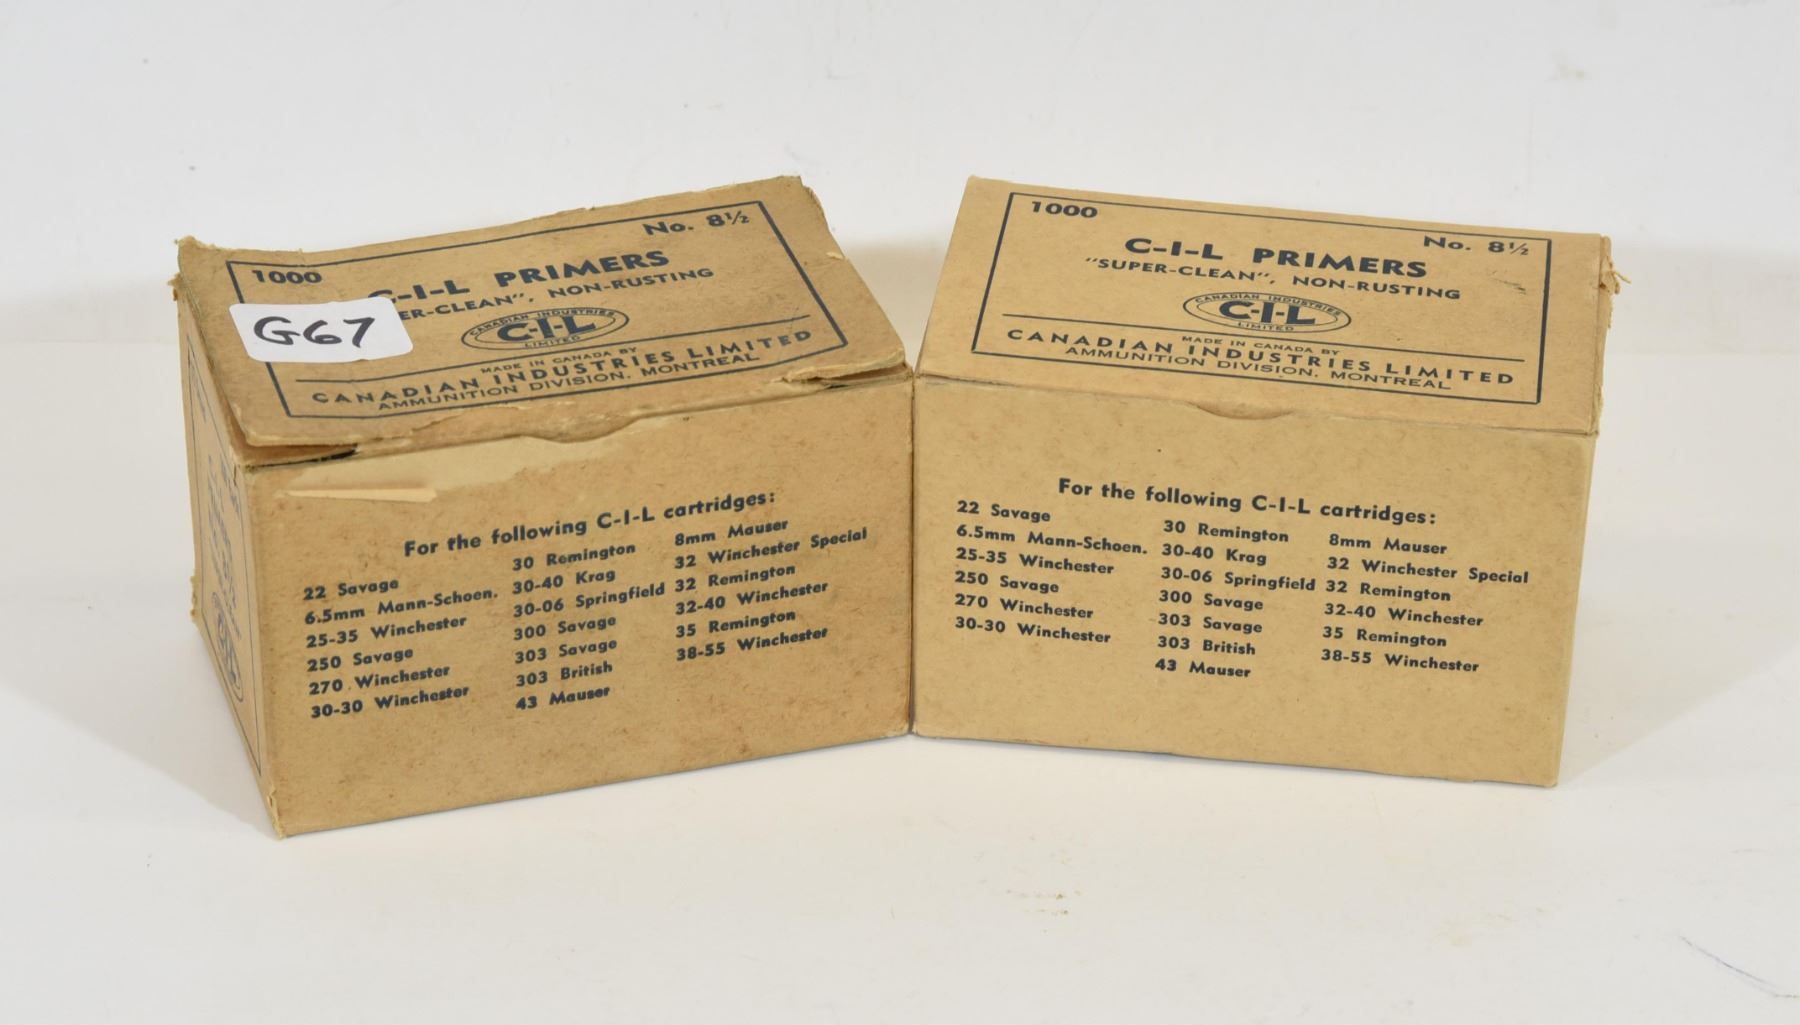 1000
No. 8½
C-I-L PRIMERS
ER-CLEAN", NON-RUSTING
G67
CANADIAN INDUSTRIES
C-I-L
LIMITED
MADE IN CANADA BY
CANADIAN INDUSTRIES LIMITED
AMMUNITION DIVISION, MONTREAL
For the following C-I-L cartridges:
22 Savage
6.5mm Mann-Schoen.
25-35 Winchester
250 Savage
270 Winchester
30-30 Winchester
30 Remington
30-40 Krag
30-06 Springfield
300 Savage
303 Savage
303 British
43 Mauser
8mm Mauser
32 Winchester Special
32 Remington
32-40 Winchester
35 Remington
38-55 Winchester
1000
No. 8½
C-I-L PRIMERS
"SUPER-CLEAN", NON-RUSTING
CANADIAN INDUSTRIES
C-I-L
LIMITED
MADE IN CANADA BY
CANADIAN INDUSTRIES LIMITED
AMMUNITION DIVISION, MONTREAL
For the following C-I-L cartridges:
22 Savage
6.5mm Mann-Schoen.
25-35 Winchester
250 Savage
270 Winchester
30-30 Winchester
30 Remington
30-40 Krag
30-06 Springfield
300 Savage
303 Savage
303 British
43 Mauser
8mm Mauser
32 Winchester Special
32 Remington
32-40 Winchester
35 Remington
38-55 Winchester